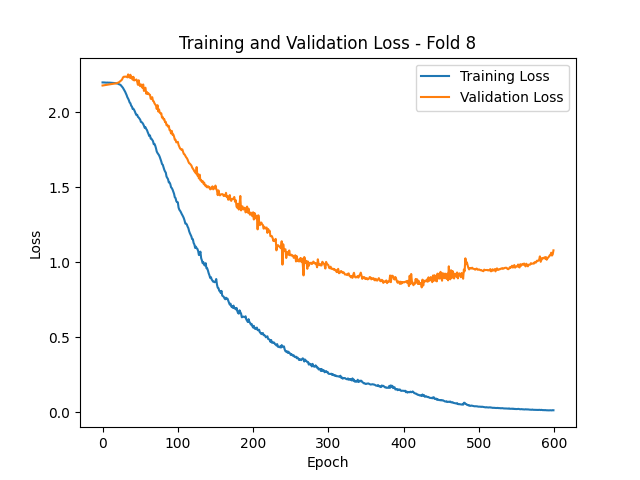 Training and Validation Loss - Fold 8
Training Loss
Validation Loss
Loss
2.0
1.5
1.0
0.5
0.0
0 100 200 300 400 500 600
Epoch